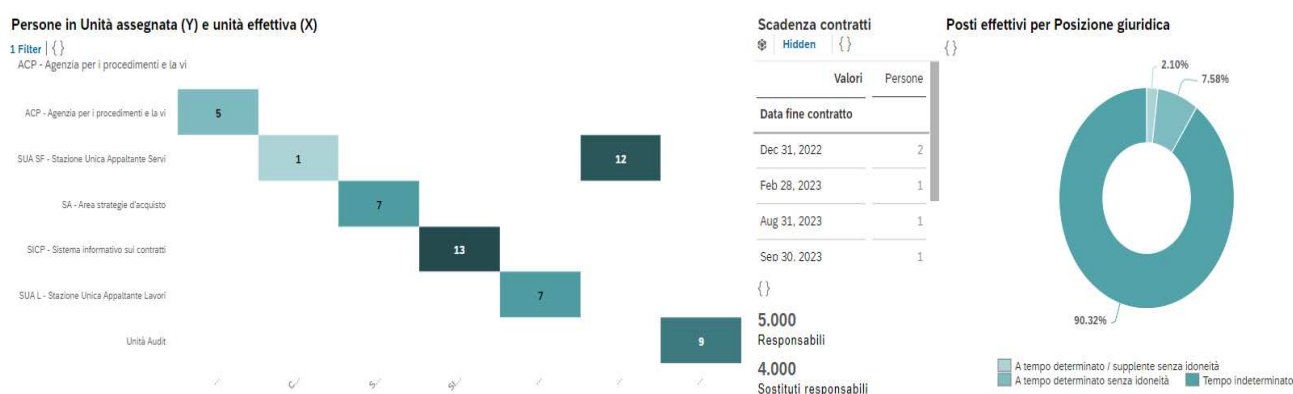 Persone in Unità assegnata (Y) e unità effettiva (X)
1 Filter | {}
ACP - Agenzia per i procedimenti e la vi
ACP - Agenzia per i procedimenti e la vi
5
SUA SF - Stazione Unica Appaltante Servi
1
12
SA - Area strategie d'acquisto
7
SICP - Sistema informativo sui contratti
13
SUA L - Stazione Unica Appaltante Lavori
7
Unità Audit
9
...
C...
S...
SI...
...
...
...
Scadenza contratti
Hidden {}
Valori Persone
Data fine contratto
Dec 31, 2022 2
Feb 28, 2023 1
Aug 31, 2023 1
Sep 30, 2023 1
{}
5.000
Responsabili
4.000
Sostituti responsabili
Posti effettivi per Posizione giuridica
{}
2.10%
7.58%
90.32%
A tempo determinato / supplente senza idoneità
A tempo determinato senza idoneità Tempo indeterminato